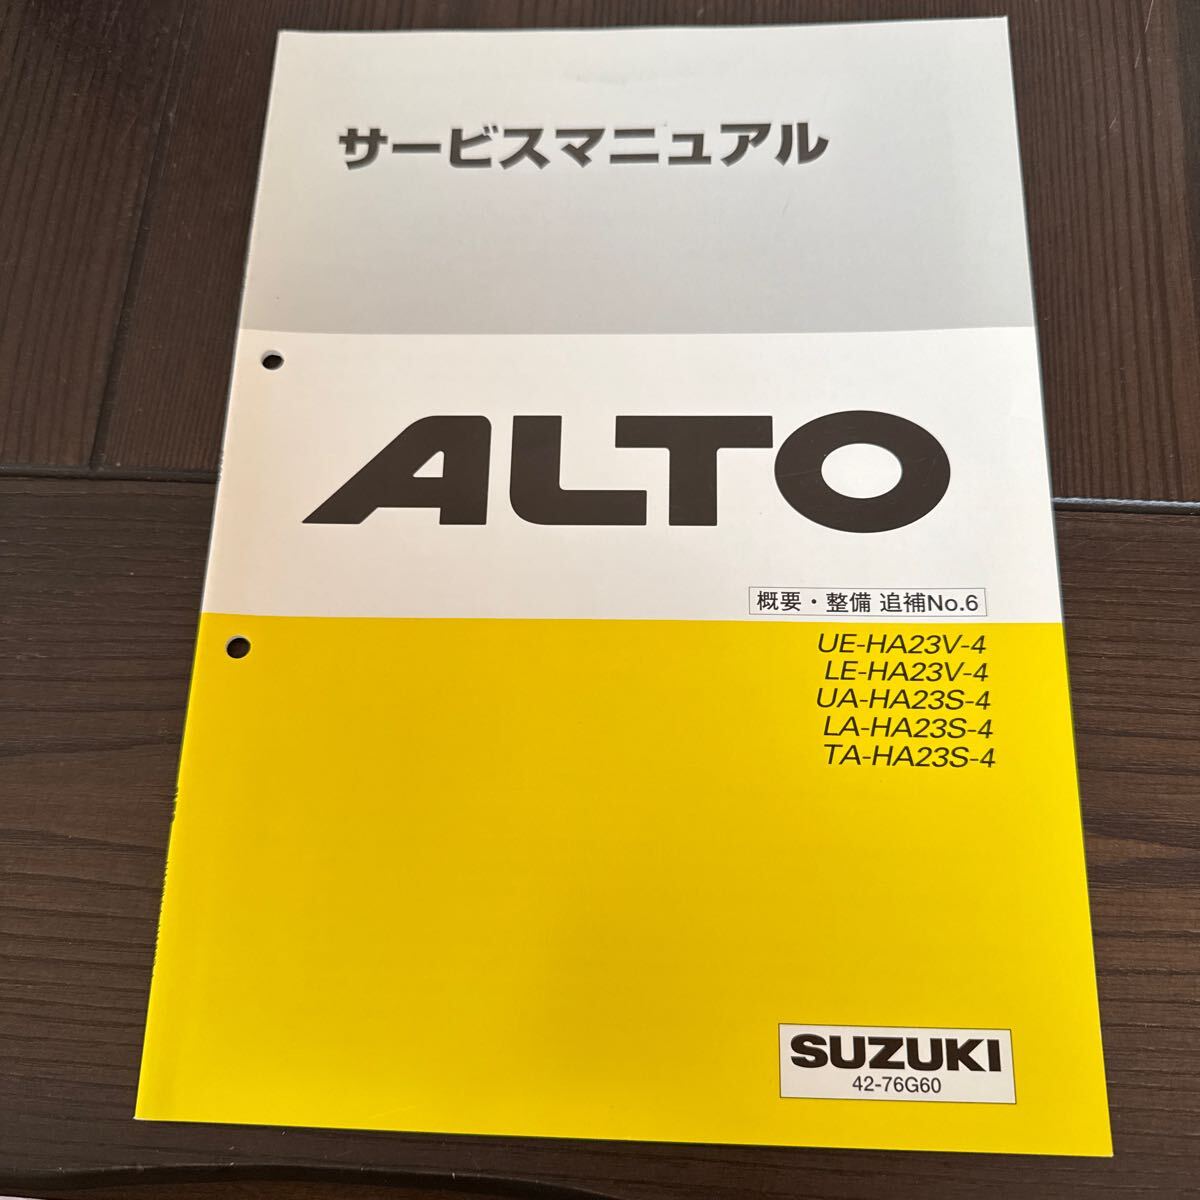 サービスマニュアル
ALTO
概要・整備 追補No.6
UE-HA23V-4
LE-HA23V-4
UA-HA23S-4
LA-HA23S-4
TA-HA23S-4
SUZUKI
42-76G60